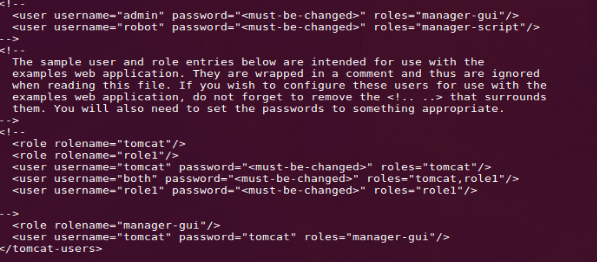 <!--
<user username="admin" password="<must-be-changed>" roles="manager-gui"/>
<user username="robot" password="<must-be-changed>" roles="manager-script"/>
-->
<!--
The sample user and role entries below are intended for use with the
examples web application. They are wrapped in a comment and thus are ignored
when reading this file. If you wish to configure these users for use with the
examples web application, do not forget to remove the <!.. ..> that surrounds
them. You will also need to set the passwords to something appropriate.
-->
<!--
<role rolename="tomcat"/>
<role rolename="role1"/>
<user username="tomcat" password="<must-be-changed>" roles="tomcat"/>
<user username="both" password="<must-be-changed>" roles="tomcat,role1"/>
<user username="role1" password="<must-be-changed>" roles="role1"/>
-->
<role rolename="manager-gui"/>
<user username="tomcat" password="tomcat" roles="manager-gui"/>
</tomcat-users>